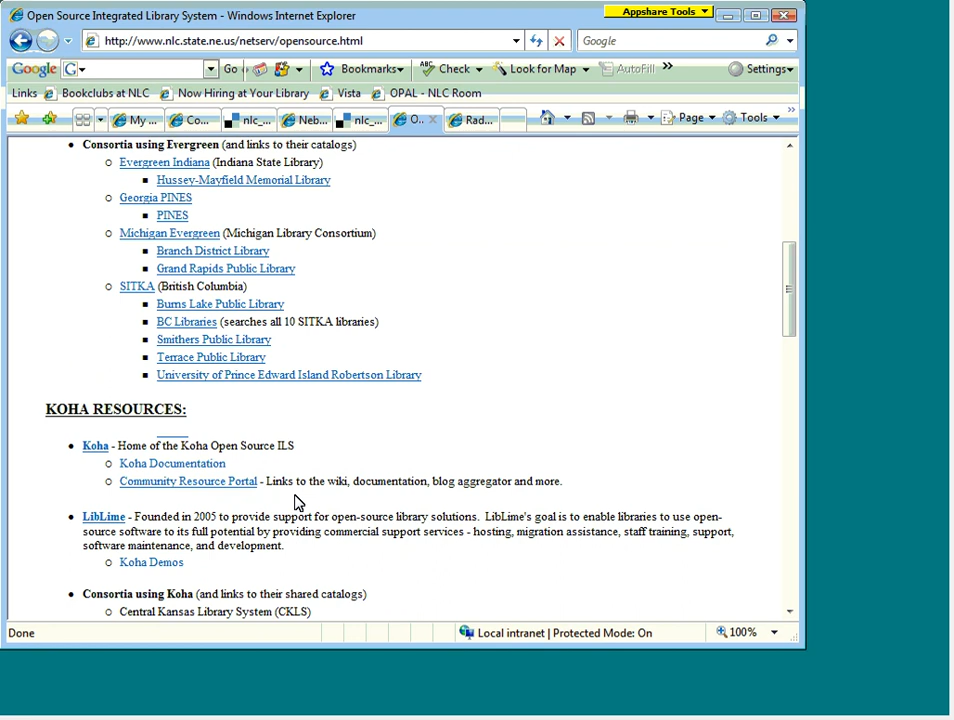 Open Source Integrated Library System - Windows Internet Explorer
Appshare Tools
http://www.nlc.state.ne.us/netserv/opensource.html
Google
Google G Go Bookmarks ABC Check Look for Map AutoFill » Settings
Links Bookclubs at NLC Now Hiring at Your Library Vista OPAL - NLC Room
My ... Co... nlc_... Neb... nlc_... O.. Rad... Page Tools »
• Consortia using Evergreen (and links to their catalogs)
Evergreen Indiana (Indiana State Library)
Hussey-Mayfield Memorial Library
Georgia PINES
PINES
Michigan Evergreen (Michigan Library Consortium)
Branch District Library
Grand Rapids Public Library
SITKA (British Columbia)
Burns Lake Public Library
BC Libraries (searches all 10 SITKA libraries)
Smithers Public Library
Terrace Public Library
University of Prince Edward Island Robertson Library
KOHA RESOURCES:
• Koha - Home of the Koha Open Source ILS
Koha Documentation
Community Resource Portal - Links to the wiki, documentation, blog aggregator and more.
• LibLime - Founded in 2005 to provide support for open-source library solutions. LibLime's goal is to enable libraries to use open-
source software to its full potential by providing commercial support services - hosting, migration assistance, staff training, support,
software maintenance, and development.
Koha Demos
• Consortia using Koha (and links to their shared catalogs)
Central Kansas Library System (CKLS)
Done Local intranet | Protected Mode: On 100%